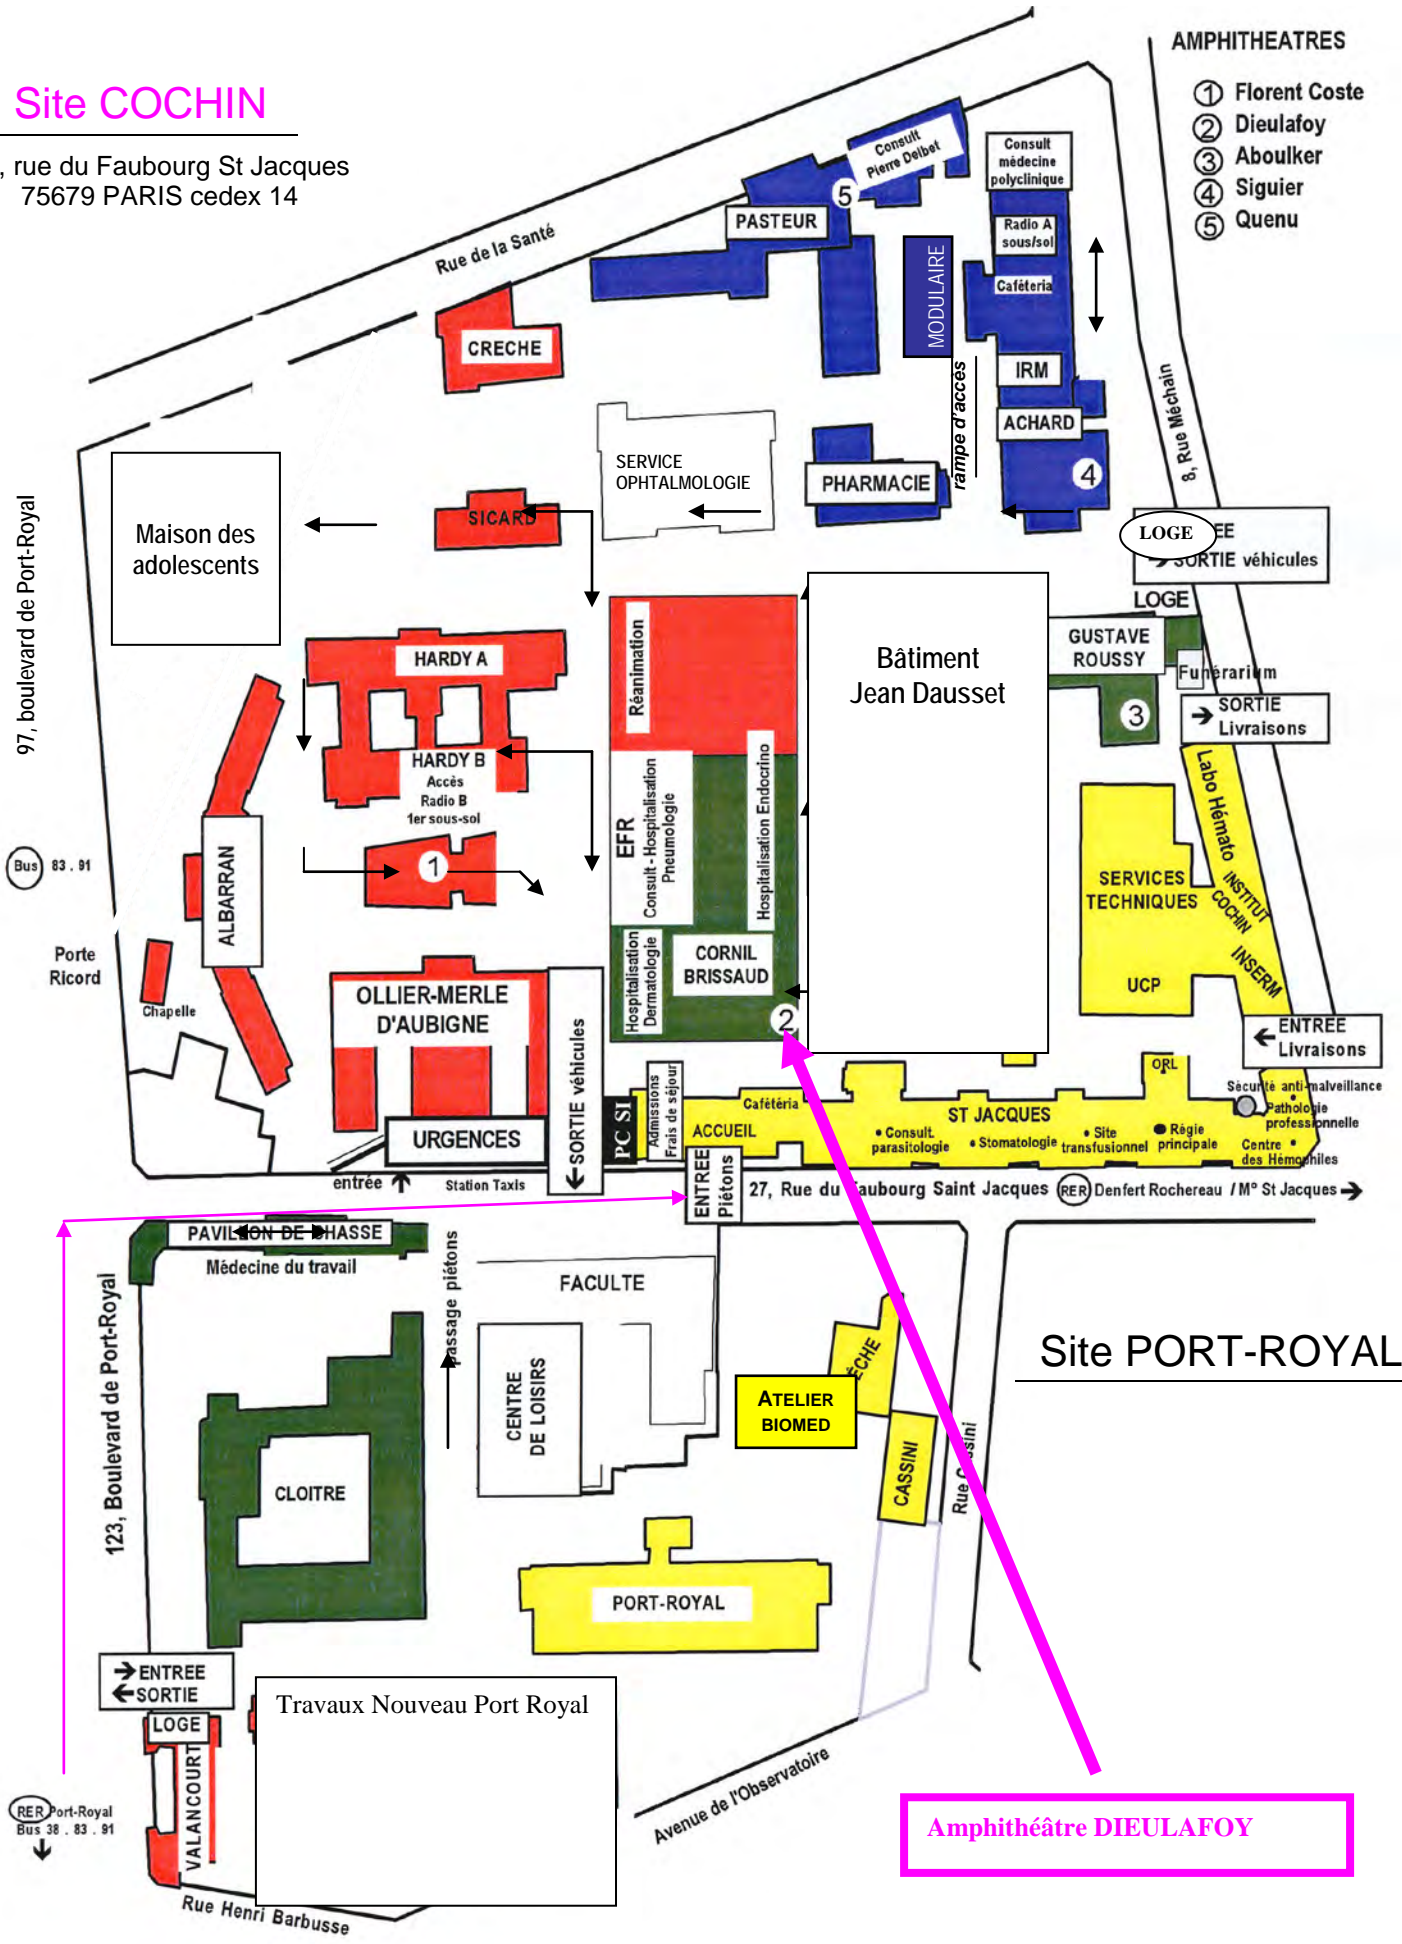 Site COCHIN
, rue du Faubourg St Jacques
75679 PARIS cedex 14
AMPHITHEATRES
1 Florent Coste
2 Dieulafoy
3 Aboulker
4 Siguier
5 Quenu
Rue de la Santé
Consult
Pierre Delbet
5
PASTEUR
Consult
médecine
polyclinique
Radio A
sous/sol
Caféteria
MODULAIRE
IRM
ACHARD
4
rampe d'accès
8, Rue Méchain
CRECHE
SERVICE
OPHTALMOLOGIE
PHARMACIE
SICARD
Maison des
adolescents
97, boulevard de Port-Royal
LOGE
EE
SORTIE véhicules
LOGE
GUSTAVE
ROUSSY
Funérarium
3
SORTIE
Livraisons
HARDY A
HARDY B
Accès
Radio B
1er sous-sol
1
Réanimation
EFR
Consult - Hospitalisation
Pneumologie
Hospitalisation Endocrino
Hospitalisation
Dermatologie
CORNIL
BRISSAUD
2
Bâtiment
Jean Dausset
Labo Hémato
INSTITUT
COCHIN
INSERM
SERVICES
TECHNIQUES
UCP
ENTREE
Livraisons
Bus 83 . 91
ALBARRAN
Porte
Ricord
Chapelle
OLLIER-MERLE
D'AUBIGNE
URGENCES
SORTIE véhicules
PC SI
Admissions
Frais de séjour
Cafétéria
ACCUEIL
ST JACQUES
ORL
• Consult.
parasitologie
• Stomatologie
• Site
transfusionnel
• Régie
principale
Sécurité anti-malveillance
Pathologie
professionnelle
Centre
des Hémophiles
entrée
Station Taxis
ENTREE
Piétons
27, Rue du Faubourg Saint Jacques RER Denfert Rochereau / M° St Jacques
PAVILLON DE CHASSE
Médecine du travail
passage piétons
FACULTE
CENTRE
DE LOISIRS
123, Boulevard de Port-Royal
CLOITRE
ÈCHE
ATELIER
BIOMED
CASSINI
Rue Cassini
Site PORT-ROYAL
PORT-ROYAL
ENTREE
SORTIE
LOGE
VALANCOURT
Travaux Nouveau Port Royal
RER Port-Royal
Bus 38 . 83 . 91
Rue Henri Barbusse
Avenue de l'Observatoire
Amphithéâtre DIEULAFOY